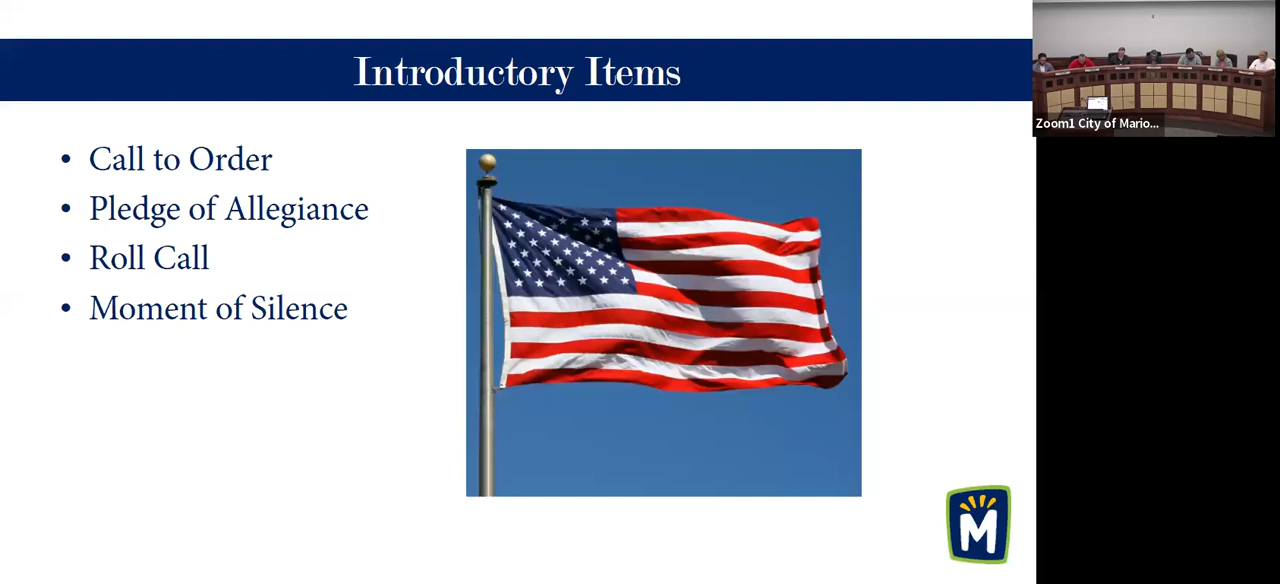 Introductory Items
• Call to Order
• Pledge of Allegiance
• Roll Call
• Moment of Silence
Zoom1 City of Mario...
M